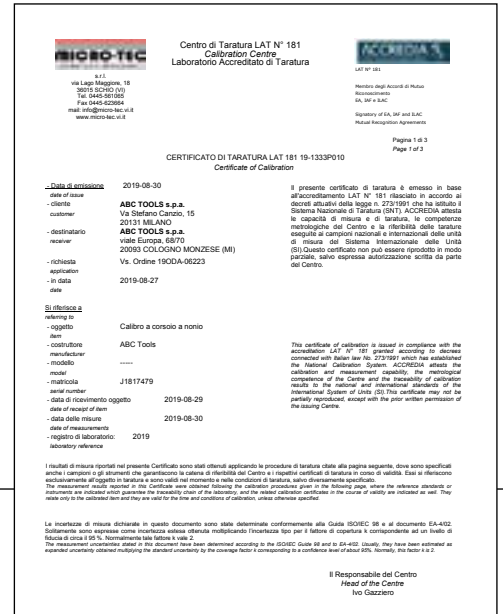 MICRO-TEC
s.r.l.
via Lago Maggiore, 18
36015 SCHIO (VI)
Tel. 0445-561065
Fax 0445-623664
mail: info@micro-tec.vi.it
www.micro-tec.vi.it
Centro di Taratura LAT N° 181
Calibration Centre
Laboratorio Accreditato di Taratura
ACCREDIA
LAT N° 181
Membro degli Accordi di Mutuo
Riconoscimento
EA, IAF e ILAC
Signatory of EA, IAF and ILAC
Mutual Recognition Agreements
Pagina 1 di 3
Page 1 of 3
CERTIFICATO DI TARATURA LAT 181 19-1333P010
Certificate of Calibration
- Data di emissione 2019-08-30
date of issue
- cliente ABC TOOLS s.p.a.
customer Va Stefano Canzio, 15
20131 MILANO
- destinatario ABC TOOLS s.p.a.
receiver viale Europa, 68/70
20093 COLOGNO MONZESE (MI)
- richiesta Vs. Ordine 19ODA-06223
application
- in data 2019-08-27
date
Si riferisce a
referring to
- oggetto Calibro a corsoio a nonio
item
- costruttore ABC Tools
manufacturer
- modello -----
model
- matricola J1817479
serial number
- data di ricevimento oggetto 2019-08-29
date of receipt of item
- data delle misure 2019-08-30
date of measurements
- registro di laboratorio: 2019
laboratory reference
Il presente certificato di taratura è emesso in base
all'accreditamento LAT N° 181 rilasciato in accordo ai
decreti attuativi della legge n. 273/1991 che ha istituito il
Sistema Nazionale di Taratura (SNT). ACCREDIA attesta
le capacità di misura e di taratura, le competenze
metrologiche del Centro e la riferibilità delle tarature
eseguite ai campioni nazionali e internazionali delle unità
di misura del Sistema Internazionale delle Unità
(SI).Questo certificato non può essere riprodotto in modo
parziale, salvo espressa autorizzazione scritta da parte
del Centro.
This certificate of calibration is issued in compliance with the
accreditation LAT N° 181 granted according to decrees
connected with Italian law No. 273/1991 which has established
the National Calibration System. ACCREDIA attests the
calibration and measurement capability, the metrological
competence of the Centre and the traceability of calibration
results to the national and international standards of the
International System of Units (SI).This certificate may not be
partially reproduced, except with the prior written permission of
the issuing Centre.
I risultati di misura riportati nel presente Certificato sono stati ottenuti applicando le procedure di taratura citate alla pagina seguente, dove sono specificati
anche i campioni o gli strumenti che garantiscono la catena di riferibilità del Centro e i rispettivi certificati di taratura in corso di validità. Essi si riferiscono
esclusivamente all'oggetto in taratura e sono validi nel momento e nelle condizioni di taratura, salvo diversamente specificato.
The measurement results reported in this Certificate were obtained following the calibration procedures given in the following page, where the reference standards or
instruments are indicated which guarantee the traceability chain of the laboratory, and the related calibration certificates in the course of validity are indicated as well. They
relate only to the calibrated item and they are valid for the time and conditions of calibration, unless otherwise specified.
Le incertezze di misura dichiarate in questo documento sono state determinate conformemente alla Guida ISO/IEC 98 e al documento EA-4/02.
Solitamente sono espresse come incertezza estesa ottenuta moltiplicando l'incertezza tipo per il fattore di copertura k corrispondente ad un livello di
fiducia di circa il 95 %. Normalmente tale fattore k vale 2.
The measurement uncertainties stated in this document have been determined according to the ISO/IEC Guide 98 and to EA-4/02. Usually, they have been estimated as
expanded uncertainty obtained multiplying the standard uncertainty by the coverage factor k corresponding to a confidence level of about 95%. Normally, this factor k is 2.
Il Responsabile del Centro
Head of the Centre
Ivo Gazziero